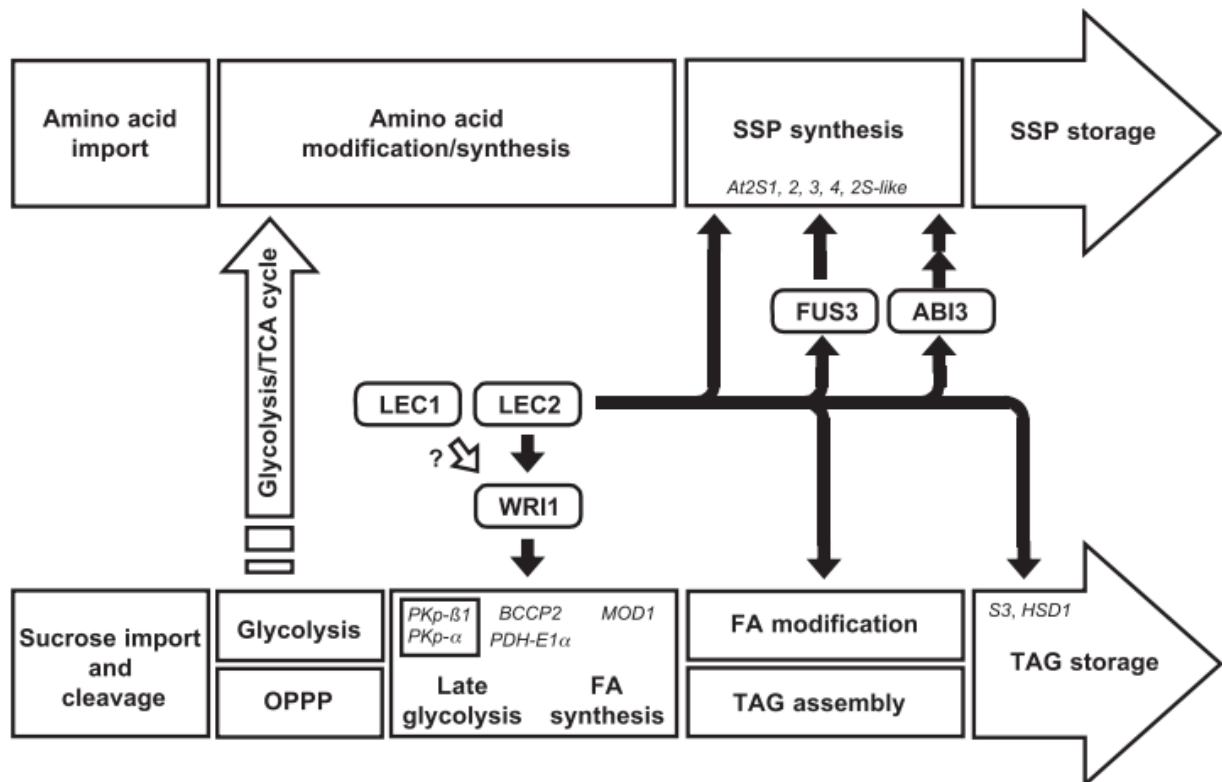 Amino acid
import
Amino acid
modification/synthesis
SSP synthesis
At2S1, 2, 3, 4, 2S-like
SSP storage
Glycolysis/TCA cycle
FUS3
ABI3
LEC1
LEC2
?
WRI1
Sucrose import
and
cleavage
Glycolysis
OPPP
PKp-ß1
PKp-α
BCCP2
PDH-E1α
MOD1
Late
glycolysis
FA
synthesis
FA modification
TAG assembly
S3, HSD1
TAG storage